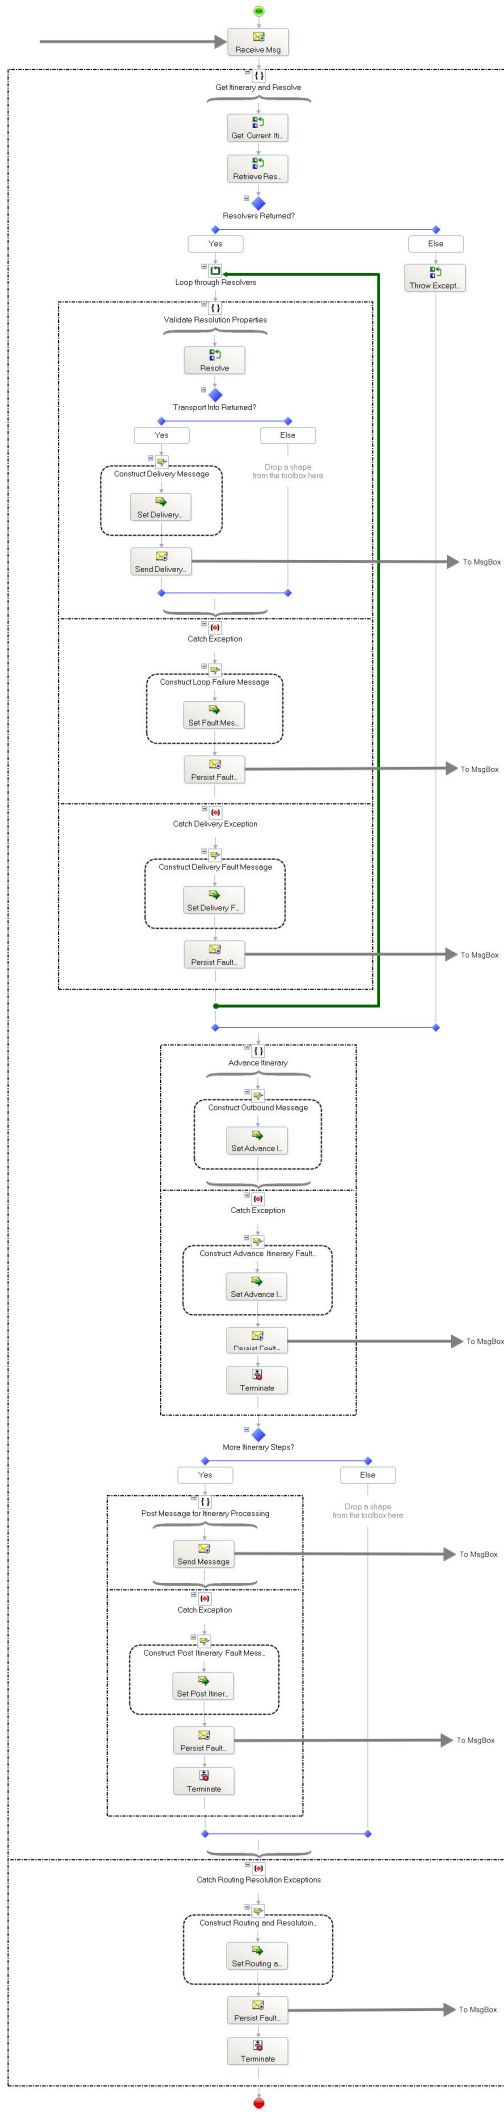 Receive Msg
Get Itinerary and Resolve
Get Current Iti..
Retrieve Res..
Resolvers Returned?
Yes
Else
Loop through Resolvers
Throw Except..
Validate Resolution Properties
Resolve
Transport Info Returned?
Yes
Else
Construct Delivery Message
Drop a shape
from the toolbox here
Set Delivery..
Send Delivery..
To MsgBox
Catch Exception
Construct Loop Failure Message
Set Fault Mes..
Persist Fault..
To MsgBox
Catch Delivery Exception
Construct Delivery Fault Message
Set Delivery F..
Persist Fault..
To MsgBox
Advance Itinerary
Construct Outbound Message
Set Advance I..
Catch Exception
Construct Advance Itinerary Fault..
Set Advance I..
Persist Fault..
To MsgBox
Terminate
More Itinerary Steps?
Yes
Else
Post Message for Itinerary Processing
Drop a shape
from the toolbox here
Send Message
To MsgBox
Catch Exception
Construct Post Itinerary Fault Mess..
Set Post Itiner..
Persist Fault..
To MsgBox
Terminate
Catch Routing Resolution Exceptions
Construct Routing and Resolutoin..
Set Routing a..
Persist Fault..
To MsgBox
Terminate